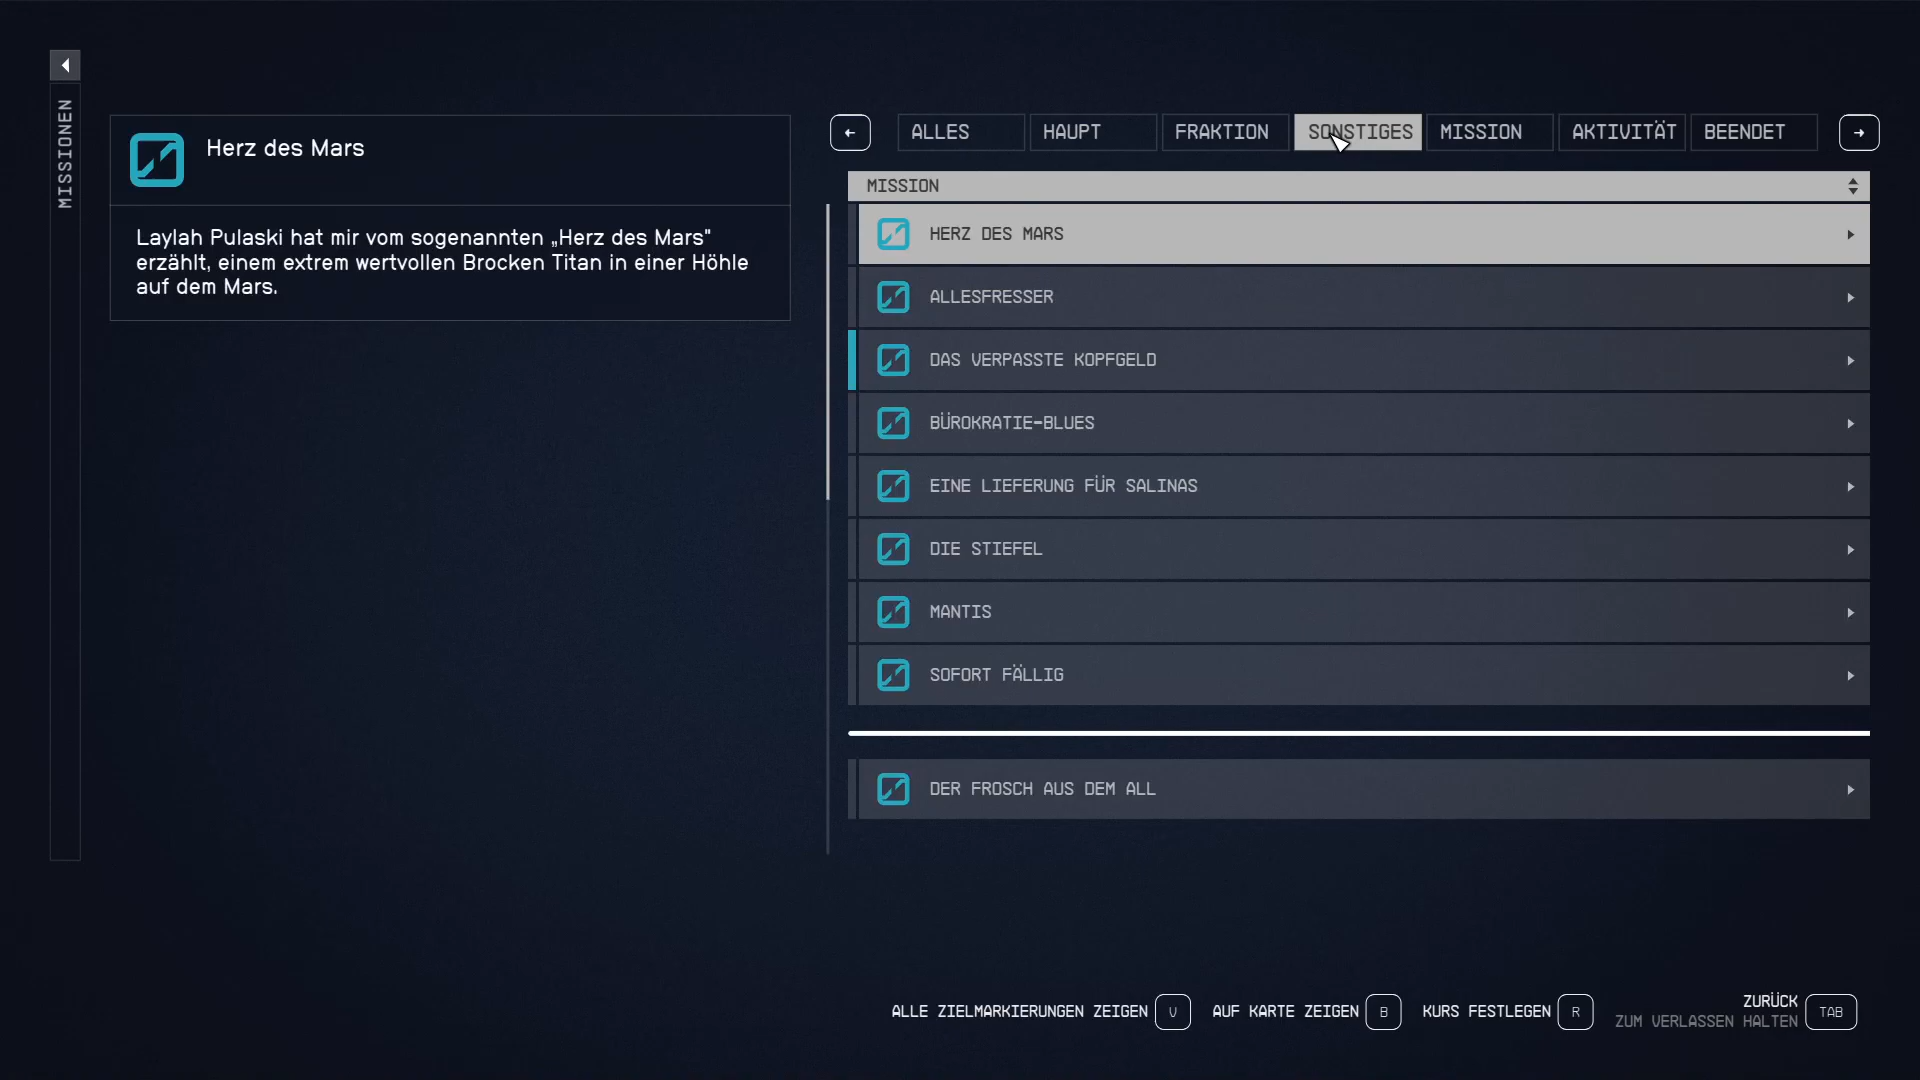 MISSIONEN
Herz des Mars
Laylah Pulaski hat mir vom sogenannten „Herz des Mars"
erzählt, einem extrem wertvollen Brocken Titan in einer Höhle
auf dem Mars.
ALLES HAUPT FRAKTION SONSTIGES MISSION AKTIVITÄT BEENDET
MISSION
HERZ DES MARS
ALLESFRESSER
DAS VERPASSTE KOPFGELD
BÜROKRATIE-BLUES
EINE LIEFERUNG FÜR SALINAS
DIE STIEFEL
MANTIS
SOFORT FÄLLIG
DER FROSCH AUS DEM ALL
ALLE ZIELMARKIERUNGEN ZEIGEN V AUF KARTE ZEIGEN B KURS FESTLEGEN R ZURÜCK TAB
ZUM VERLASSEN HALTEN